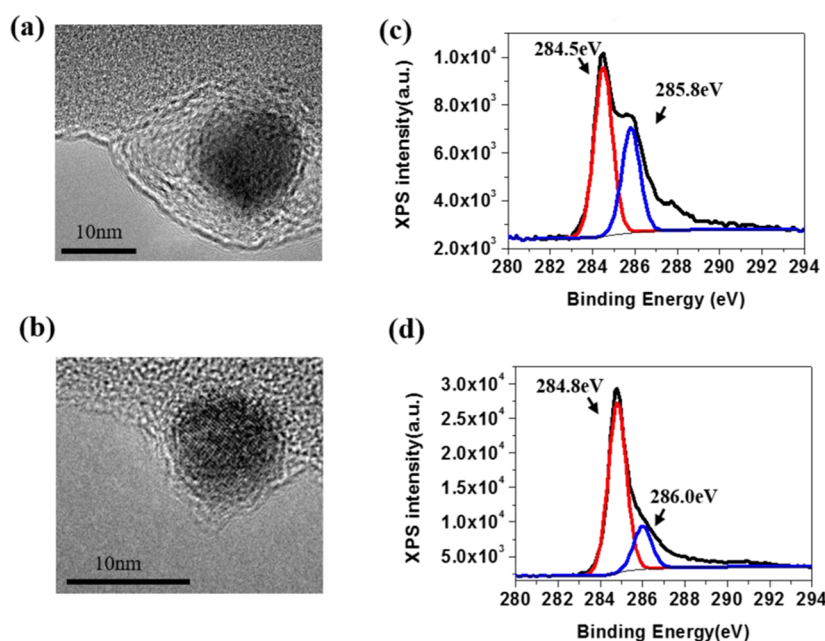 (a)
10nm
(b)
10nm
(c)
284.5eV
285.8eV
1.0x10⁴
8.0x10³
6.0x10³
4.0x10³
2.0x10³
XPS intensity(a.u.)
280 282 284 286 288 290 292 294
Binding Energy (eV)
(d)
284.8eV
286.0eV
3.0x10⁴
2.5x10⁴
2.0x10⁴
1.5x10⁴
1.0x10⁴
5.0x10³
XPS intensity(a.u.)
280 282 284 286 288 290 292 294
Binding Energy(eV)